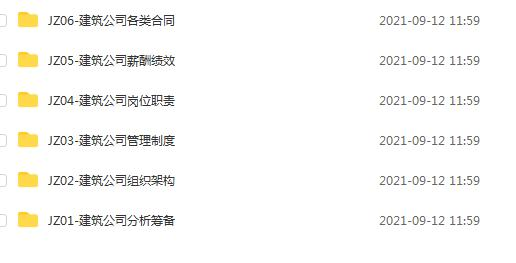 JZ06-建筑公司各类合同 2021-09-12 11:59
JZ05-建筑公司薪酬绩效 2021-09-12 11:59
JZ04-建筑公司岗位职责 2021-09-12 11:59
JZ03-建筑公司管理制度 2021-09-12 11:59
JZ02-建筑公司组织架构 2021-09-12 11:59
JZ01-建筑公司分析筹备 2021-09-12 11:59